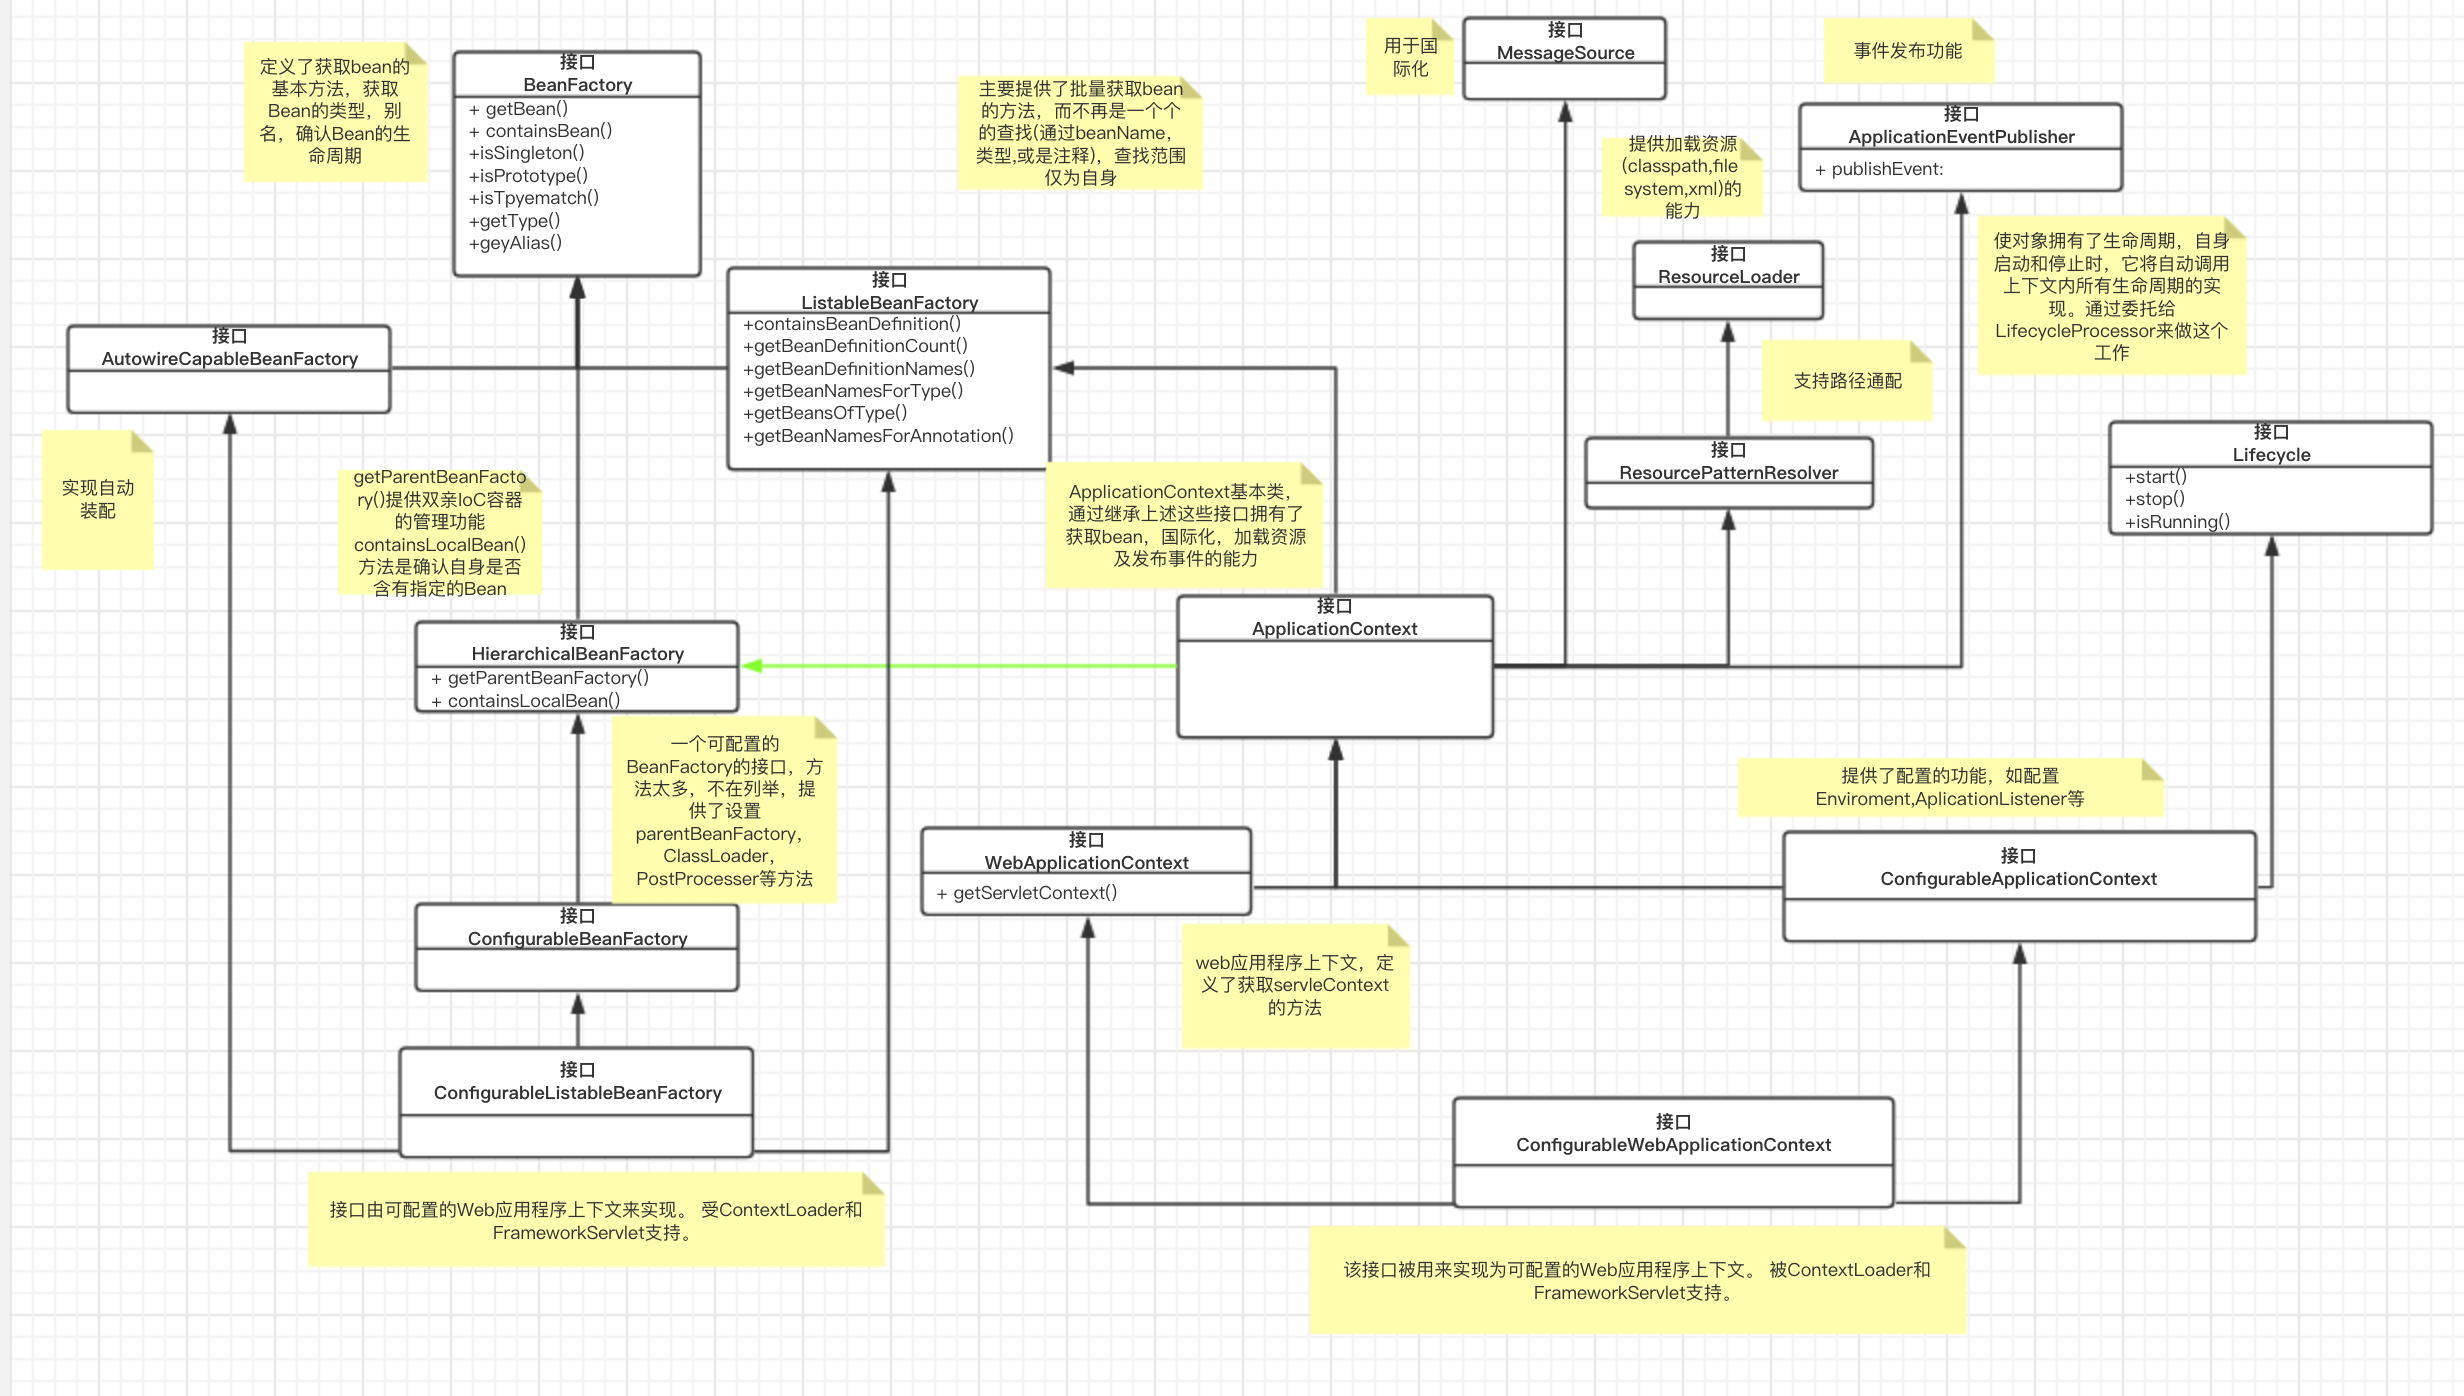 定义了获取bean的
基本方法，获取
Bean的类型，别
名，确认Bean的生
命周期
接口
BeanFactory
+ getBean()
+ containsBean()
+isSingleton()
+isPrototype()
+isTpyematch()
+getType()
+geyAlias()
主要提供了批量获取bean
的方法，而不再是一个个
的查找(通过beanName，
类型,或是注释)，查找范围
仅为自身
用于国
际化
接口
MessageSource
事件发布功能
接口
ApplicationEventPublisher
+ publishEvent:
提供加载资源
(classpath,file
system,xml)的
能力
接口
ResourceLoader
使对象拥有了生命周期，自身
启动和停止时，它将自动调用
上下文内所有生命周期的实
现。通过委托给
LifecycleProcessor来做这个
工作
接口
AutowireCapableBeanFactory
接口
ListableBeanFactory
+containsBeanDefinition()
+getBeanDefinitionCount()
+getBeanDefinitionNames()
+getBeanNamesForType()
+getBeansOfType()
+getBeanNamesForAnnotation()
支持路径通配
接口
ResourcePatternResolver
接口
Lifecycle
+start()
+stop()
+isRunning()
实现自动
装配
getParentBeanFacto
ry()提供双亲IoC容器
的管理功能
containsLocalBean()
方法是确认自身是否
含有指定的Bean
ApplicationContext基本类，
通过继承上述这些接口拥有了
获取bean，国际化，加载资源
及发布事件的能力
接口
ApplicationContext
接口
HierarchicalBeanFactory
+ getParentBeanFactory()
+ containsLocalBean()
一个可配置的
BeanFactory的接口，方
法太多，不在列举，提
供了设置
parentBeanFactory，
ClassLoader，
PostProcesser等方法
提供了配置的功能，如配置
Enviroment,AplicationListener等
接口
WebApplicationContext
+ getServletContext()
接口
ConfigurableApplicationContext
接口
ConfigurableBeanFactory
web应用程序上下文，定
义了获取servleContext
的方法
接口
ConfigurableListableBeanFactory
接口
ConfigurableWebApplicationContext
接口由可配置的Web应用程序上下文来实现。 受ContextLoader和
FrameworkServlet支持。
该接口被用来实现为可配置的Web应用程序上下文。 被ContextLoader和
FrameworkServlet支持。